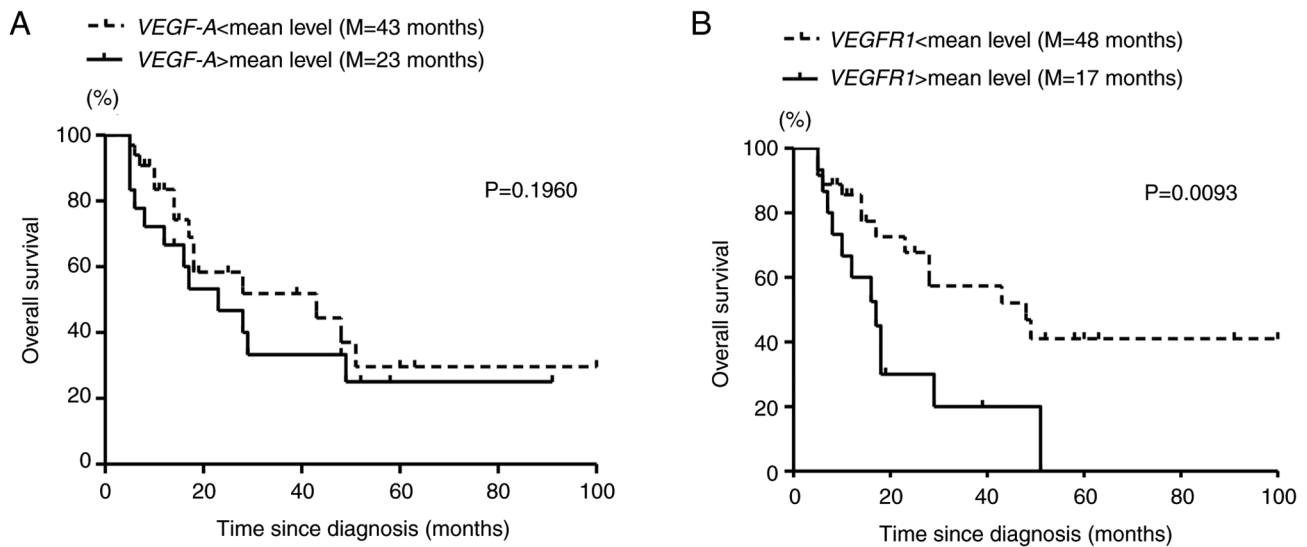 A
VEGF-A<mean level (M=43 months)
VEGF-A>mean level (M=23 months)
(%)
100
80
60
40
20
0
Overall survival
P=0.1960
0 20 40 60 80 100
Time since diagnosis (months)
B
VEGFR1<mean level (M=48 months)
VEGFR1>mean level (M=17 months)
(%)
100
80
60
40
20
0
Overall survival
P=0.0093
0 20 40 60 80 100
Time since diagnosis (months)